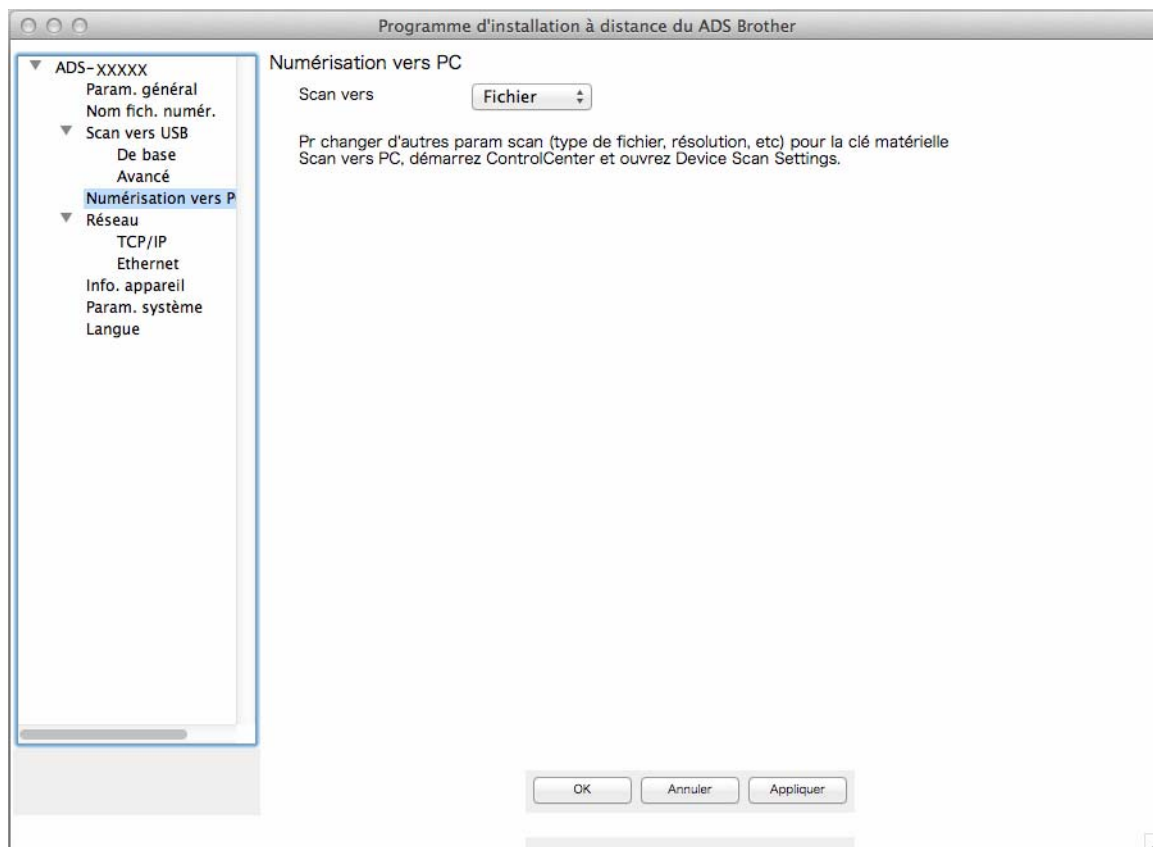 Programme d'installation à distance du ADS Brother
ADS-XXXXX
Param. général
Nom fich. numér.
Scan vers USB
De base
Avancé
Numérisation vers P
Réseau
TCP/IP
Ethernet
Info. appareil
Param. système
Langue
Numérisation vers PC
Scan vers
Fichier
Pr changer d'autres param scan (type de fichier, résolution, etc) pour la clé matérielle
Scan vers PC, démarrez ControlCenter et ouvrez Device Scan Settings.
OK
Annuler
Appliquer